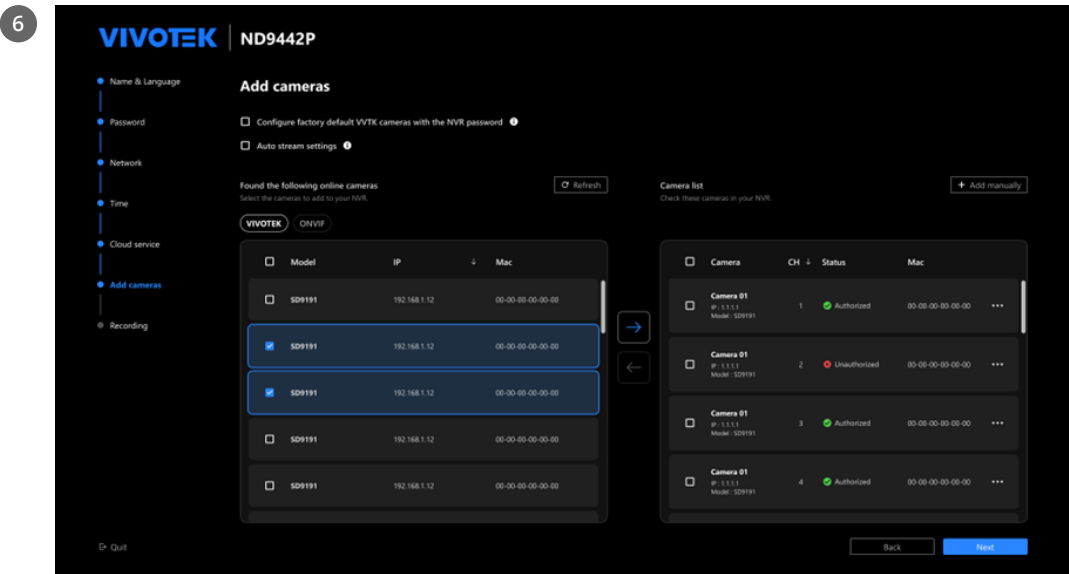 6
VIVOTEK ND9442P
Name & Language
Password
Network
Time
Cloud service
Add cameras
Recording
Add cameras
Configure factory default VVTK cameras with the NVR password
Auto stream settings
Found the following online cameras
Select the cameras to add to your NVR.
Refresh
VIVOTEK ONVIF
Model IP Mac
SD9191 192.168.1.12 00-00-00-00-00-00
SD9191 192.168.1.12 00-00-00-00-00-00
SD9191 192.168.1.12 00-00-00-00-00-00
SD9191 192.168.1.12 00-00-00-00-00-00
SD9191 192.168.1.12 00-00-00-00-00-00
Camera list
Check these cameras in your NVR.
+ Add manually
Camera CH Status Mac
Camera 01
IP : 1.1.1.1
Model : SD9191
1 Authorized 00-00-00-00-00-00
Camera 01
IP : 1.1.1.1
Model : SD9191
2 Unauthorized 00-00-00-00-00-00
Camera 01
IP : 1.1.1.1
Model : SD9191
3 Authorized 00-00-00-00-00-00
Camera 01
IP : 1.1.1.1
Model : SD9191
4 Authorized 00-00-00-00-00-00
Quit
Back
Next